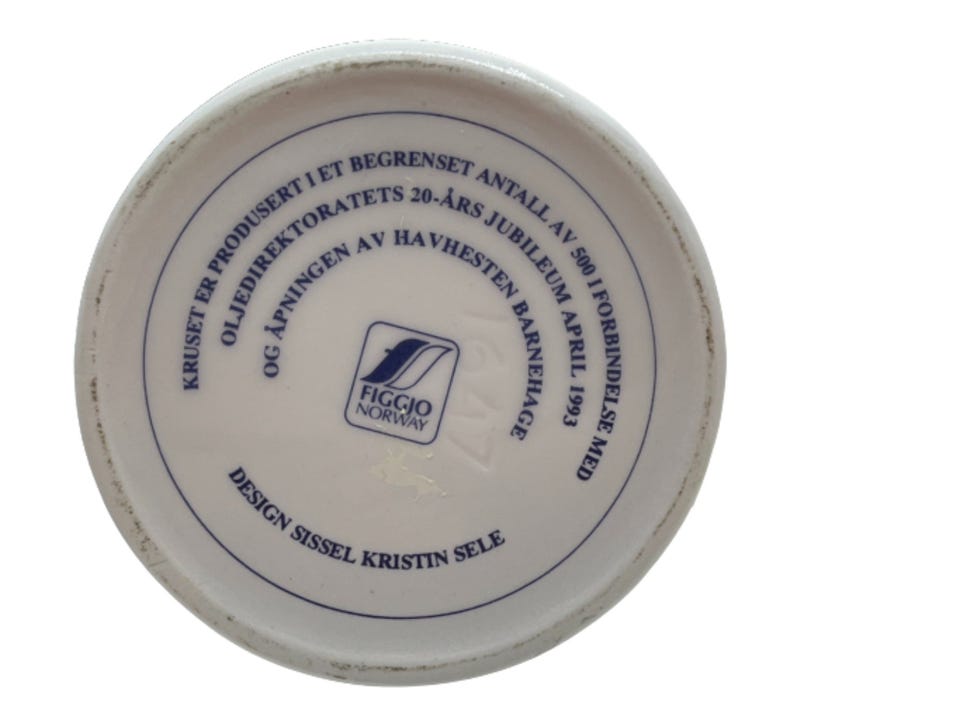 KRUSET ER PRODUSERT I ET BEGRENSET ANTALL AV 500 I FORBINDELSE MED
OLJEDIREKTORATETS 20-ÅRS JUBILEUM APRIL 1993
OG ÅPNINGEN AV HAVHESTEN BARNEHAGE
FIGGJO
NORWAY
DESIGN SISSEL KRISTIN SELE